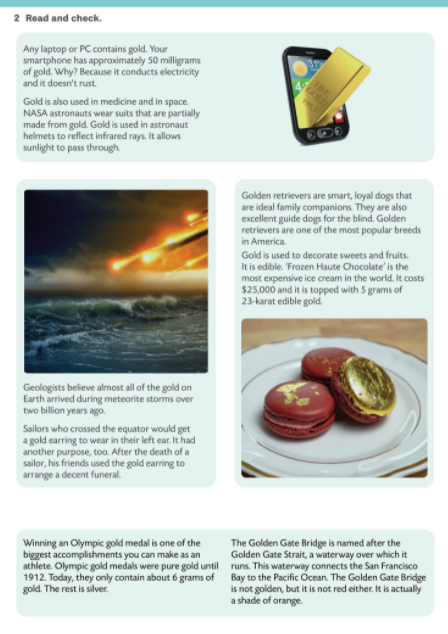 2 Read and check.
Any laptop or PC contains gold. Your
smartphone has approximately 50 milligrams
of gold. Why? Because it conducts electricity
and it doesn't rust.
Gold is also used in medicine and in space.
NASA astronauts wear suits that are partially
made from gold. Gold is used in astronaut
helmets to reflect infrared rays. It allows
sunlight to pass through.
Geologists believe almost all of the gold on
Earth arrived during meteorite storms over
two billion years ago.
Sailors who crossed the equator would get
a gold earring to wear in their left ear. It had
another purpose, too. After the death of a
sailor, his friends used the gold earring to
arrange a decent funeral.
Golden retrievers are smart, loyal dogs that
are ideal family companions. They are also
excellent guide dogs for the blind. Golden
retrievers are one of the most popular breeds
in America.
Gold is used to decorate sweets and fruits.
It is edible. 'Frozen Haute Chocolate' is the
most expensive ice cream in the world. It costs
$25,000 and it is topped with 5 grams of
23-karat edible gold.
Winning an Olympic gold medal is one of the
biggest accomplishments you can make as an
athlete. Olympic gold medals were pure gold until
1912. Today, they only contain about 6 grams of
gold. The rest is silver.
The Golden Gate Bridge is named after the
Golden Gate Strait, a waterway over which it
runs. This waterway connects the San Francisco
Bay to the Pacific Ocean. The Golden Gate Bridge
is not golden, but it is not red either. It is actually
a shade of orange.